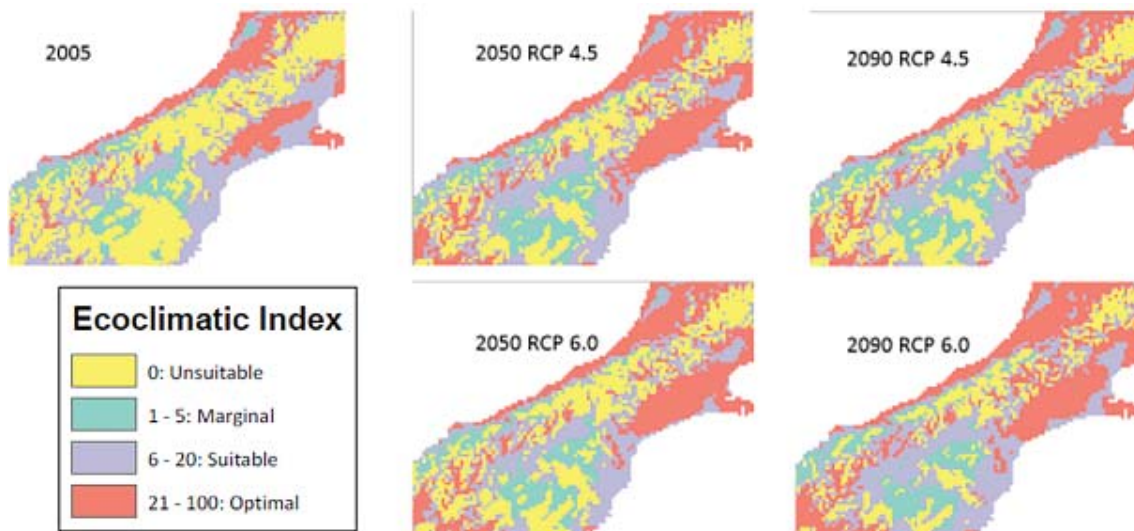 2005
2050 RCP 4.5
2090 RCP 4.5
Ecoclimatic Index
0: Unsuitable
1 - 5: Marginal
6 - 20: Suitable
21 - 100: Optimal
2050 RCP 6.0
2090 RCP 6.0